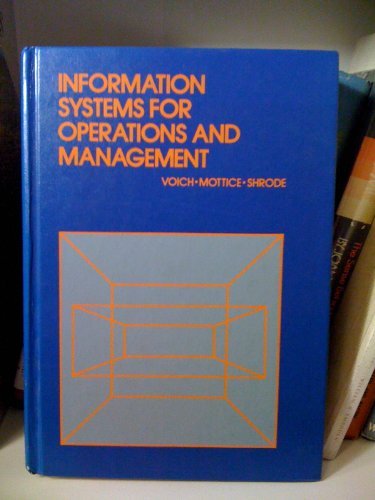 INFORMATION
SYSTEMS FOR
OPERATIONS AND
MANAGEMENT
VOICH • MOTTICE • SHRODE